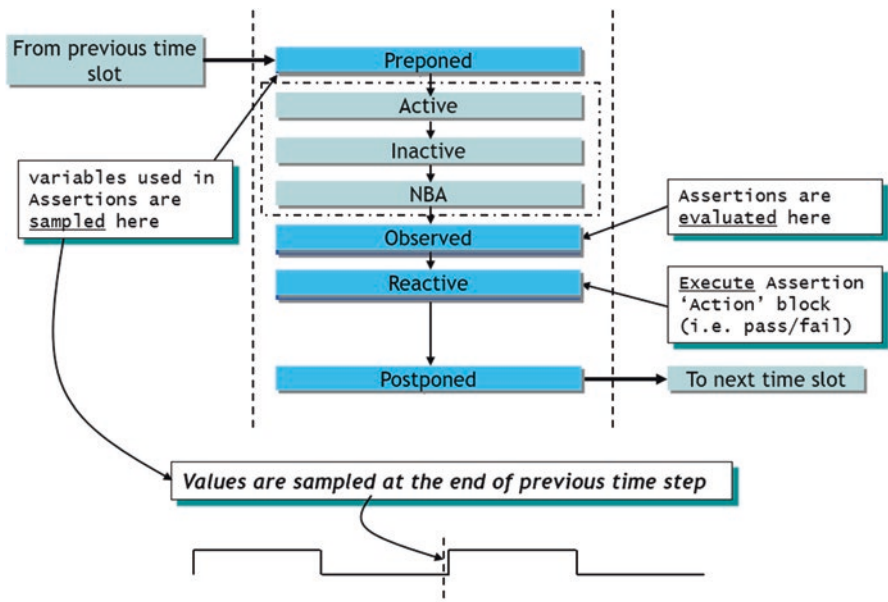 From previous time
slot
Preponed
Active
Inactive
NBA
Observed
Reactive
Postponed
variables used in
Assertions are
sampled here
Assertions are
evaluated here
Execute Assertion
‘Action’ block
(i.e. pass/fail)
To next time slot
Values are sampled at the end of previous time step